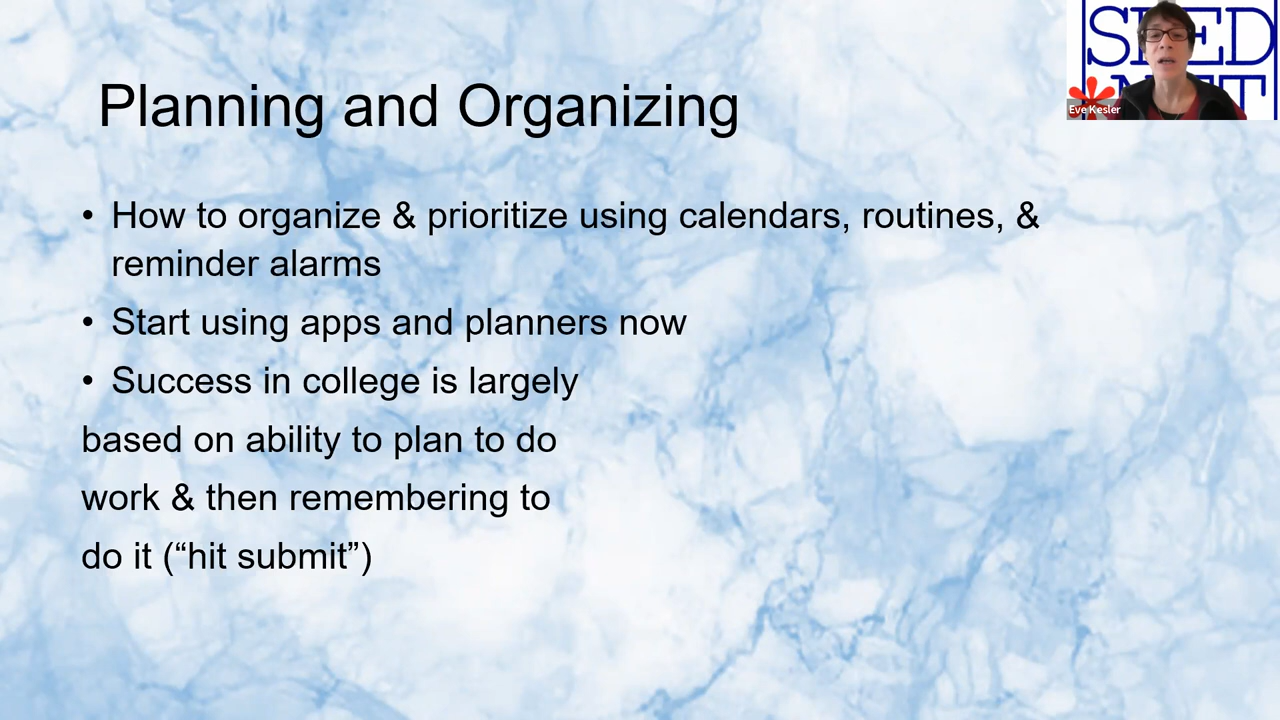 Planning and Organizing
• How to organize & prioritize using calendars, routines, &
reminder alarms
• Start using apps and planners now
• Success in college is largely
based on ability to plan to do
work & then remembering to
do it (“hit submit”)
Eve Kesler